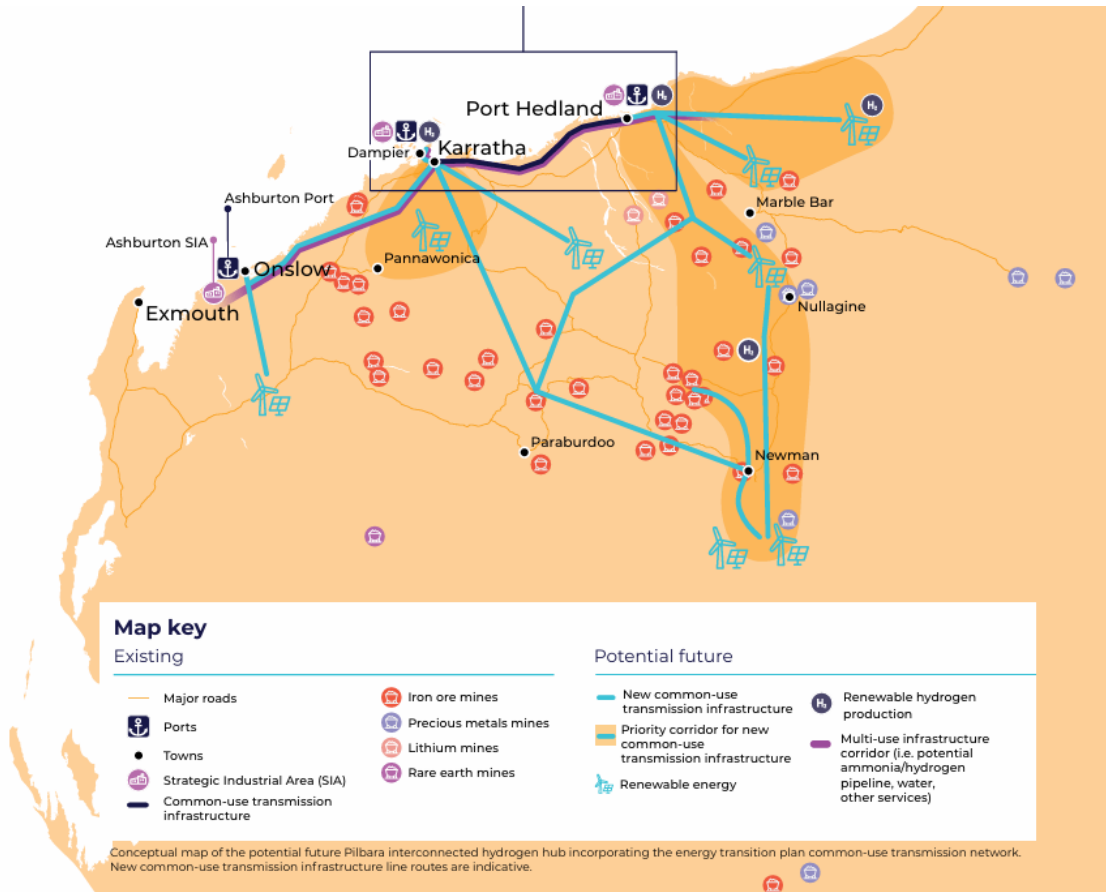 Port Hedland
H₂
H₂
H₂
Dampier
Karratha
Ashburton Port
Marble Bar
Ashburton SIA
Pannawonica
Onslow
Exmouth
Nullagine
H₂
Paraburdoo
Newman
Map key
Existing
Major roads
Ports
Towns
Strategic Industrial Area (SIA)
Common-use transmission
infrastructure
Iron ore mines
Precious metals mines
Lithium mines
Rare earth mines
Potential future
New common-use
transmission infrastructure
Priority corridor for new
common-use
transmission infrastructure
Renewable energy
H₂
Renewable hydrogen
production
Multi-use infrastructure
corridor (i.e. potential
ammonia/hydrogen
pipeline, water,
other services)
Conceptual map of the potential future Pilbara interconnected hydrogen hub incorporating the energy transition plan common-use transmission network.
New common-use transmission infrastructure line routes are indicative.